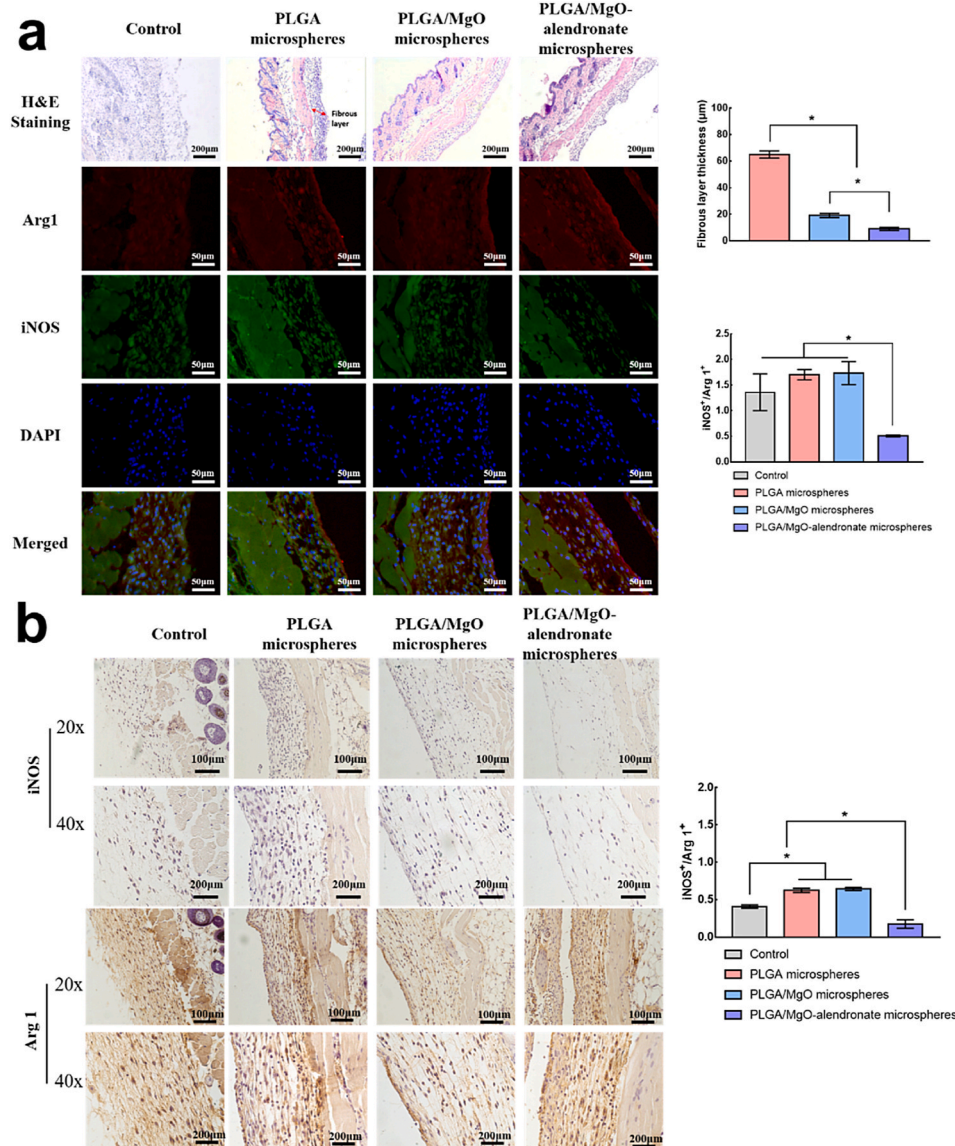 a
Control
PLGA
microspheres
PLGA/MgO
microspheres
PLGA/MgO-
alendronate
microspheres
H&E
Staining
Fibrous
layer
200μm
200μm
200μm
200μm
Arg1
50μm
50μm
50μm
50μm
iNOS
50μm
50μm
50μm
50μm
DAPI
50μm
50μm
50μm
50μm
Merged
50μm
50μm
50μm
50μm
Fibrous layer thickness (μm)
100
80
60
40
20
0
*
*
iNOS⁺/Arg 1⁺
2.5
2.0
1.5
1.0
0.5
0.0
*
Control
PLGA microspheres
PLGA/MgO microspheres
PLGA/MgO-alendronate microspheres
b
Control
PLGA
microspheres
PLGA/MgO
microspheres
PLGA/MgO-
alendronate
microspheres
iNOS
20x
100μm
100μm
100μm
100μm
40x
200μm
200μm
200μm
200μm
Arg 1
20x
100μm
100μm
100μm
100μm
40x
200μm
200μm
200μm
200μm
iNOS⁺/Arg 1⁺
2.0
1.5
1.0
0.5
0.0
*
*
Control
PLGA microspheres
PLGA/MgO microspheres
PLGA/MgO-alendronate microspheres